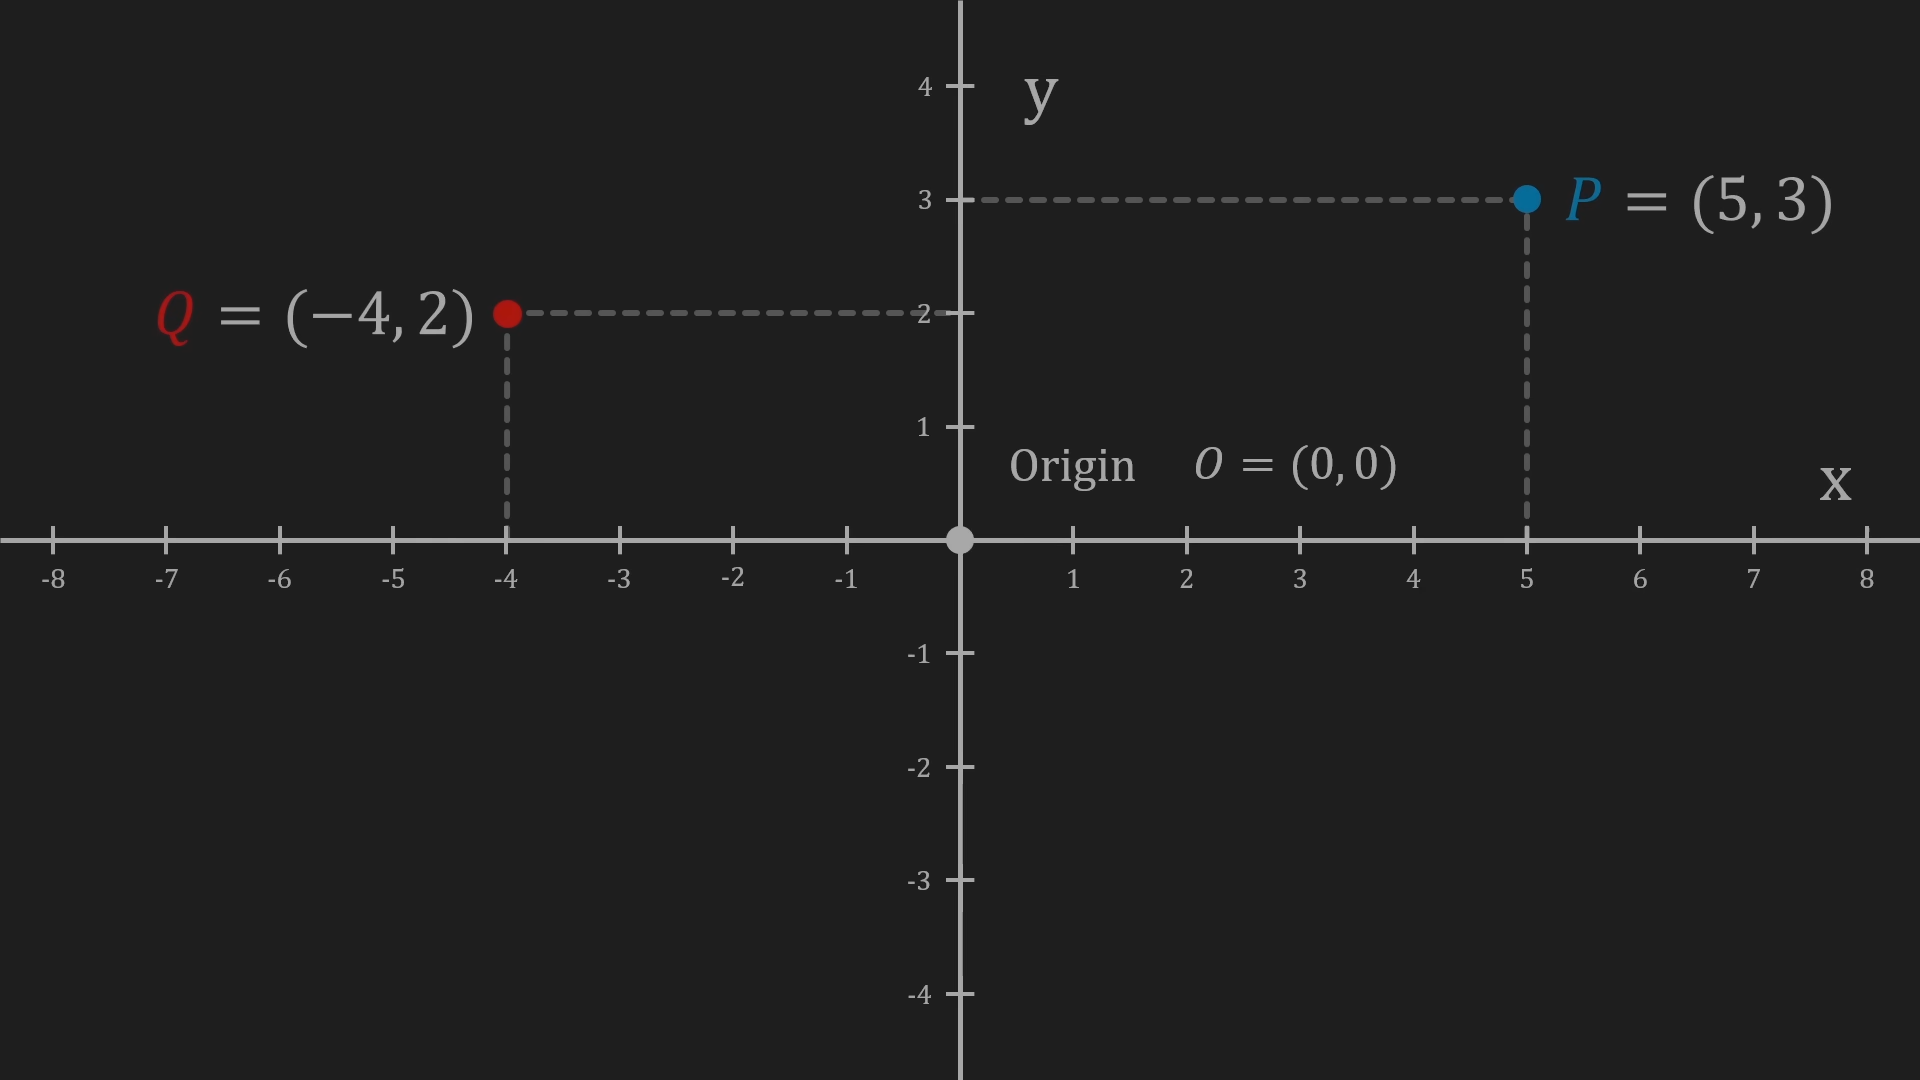 4
y
3
P = (5, 3)
Q = (−4, 2)
2
1
Origin O = (0, 0)
x
-8 -7 -6 -5 -4 -3 -2 -1 1 2 3 4 5 6 7 8
-1
-2
-3
-4